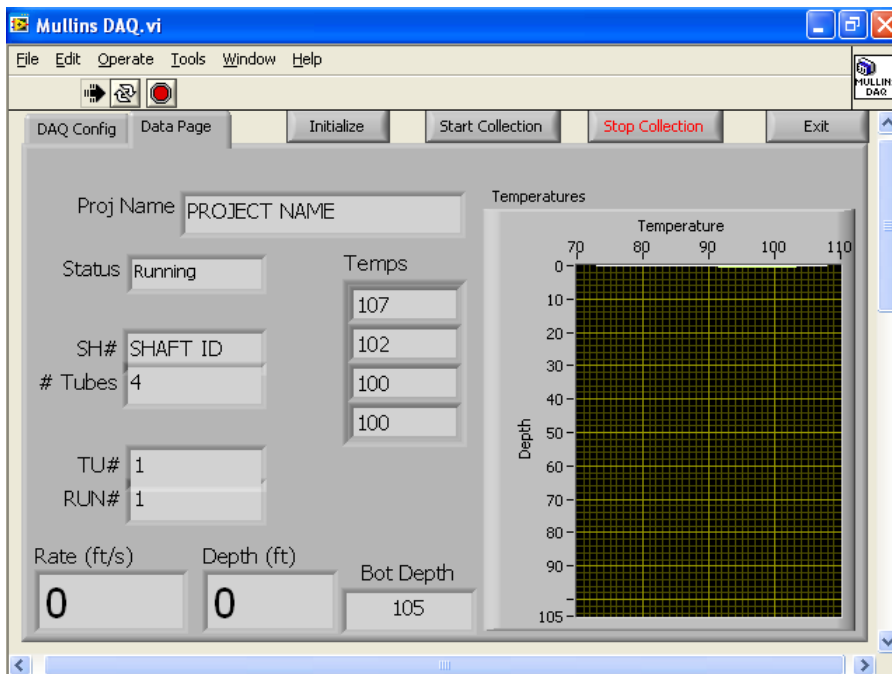 Mullins DAQ.vi
File Edit Operate Tools Window Help
MULLIN
DAQ
DAQ Config Data Page Initialize Start Collection Stop Collection Exit
Proj Name PROJECT NAME
Status Running
SH# SHAFT ID
# Tubes 4
TU# 1
RUN# 1
Temps
107
102
100
100
Rate (ft/s)
0
Depth (ft)
0
Bot Depth
105
Temperatures
Temperature
70 80 90 100 110
Depth
0
10
20
30
40
50
60
70
80
90
105